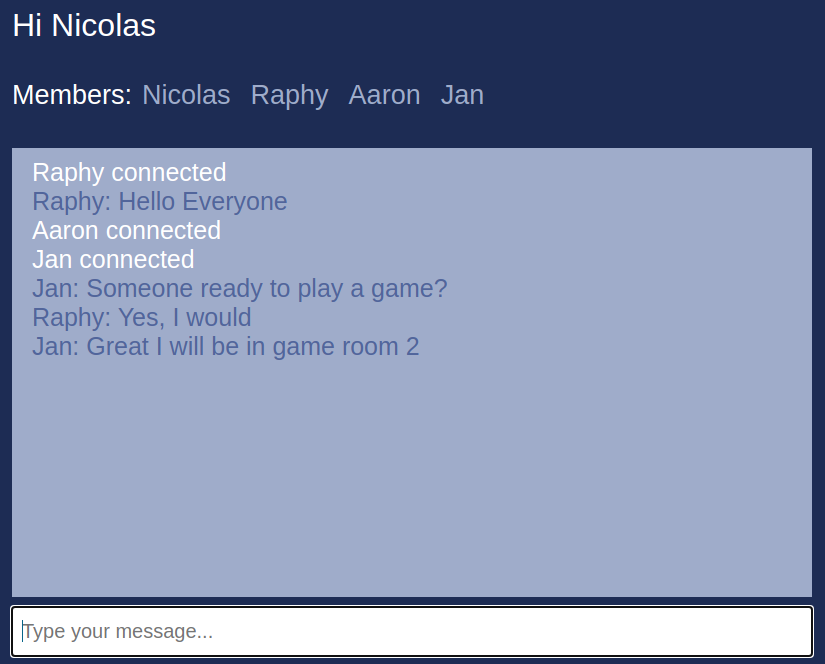 Hi Nicolas
Members: Nicolas Raphy Aaron Jan
Raphy connected
Raphy: Hello Everyone
Aaron connected
Jan connected
Jan: Someone ready to play a game?
Raphy: Yes, I would
Jan: Great I will be in game room 2
Type your message...